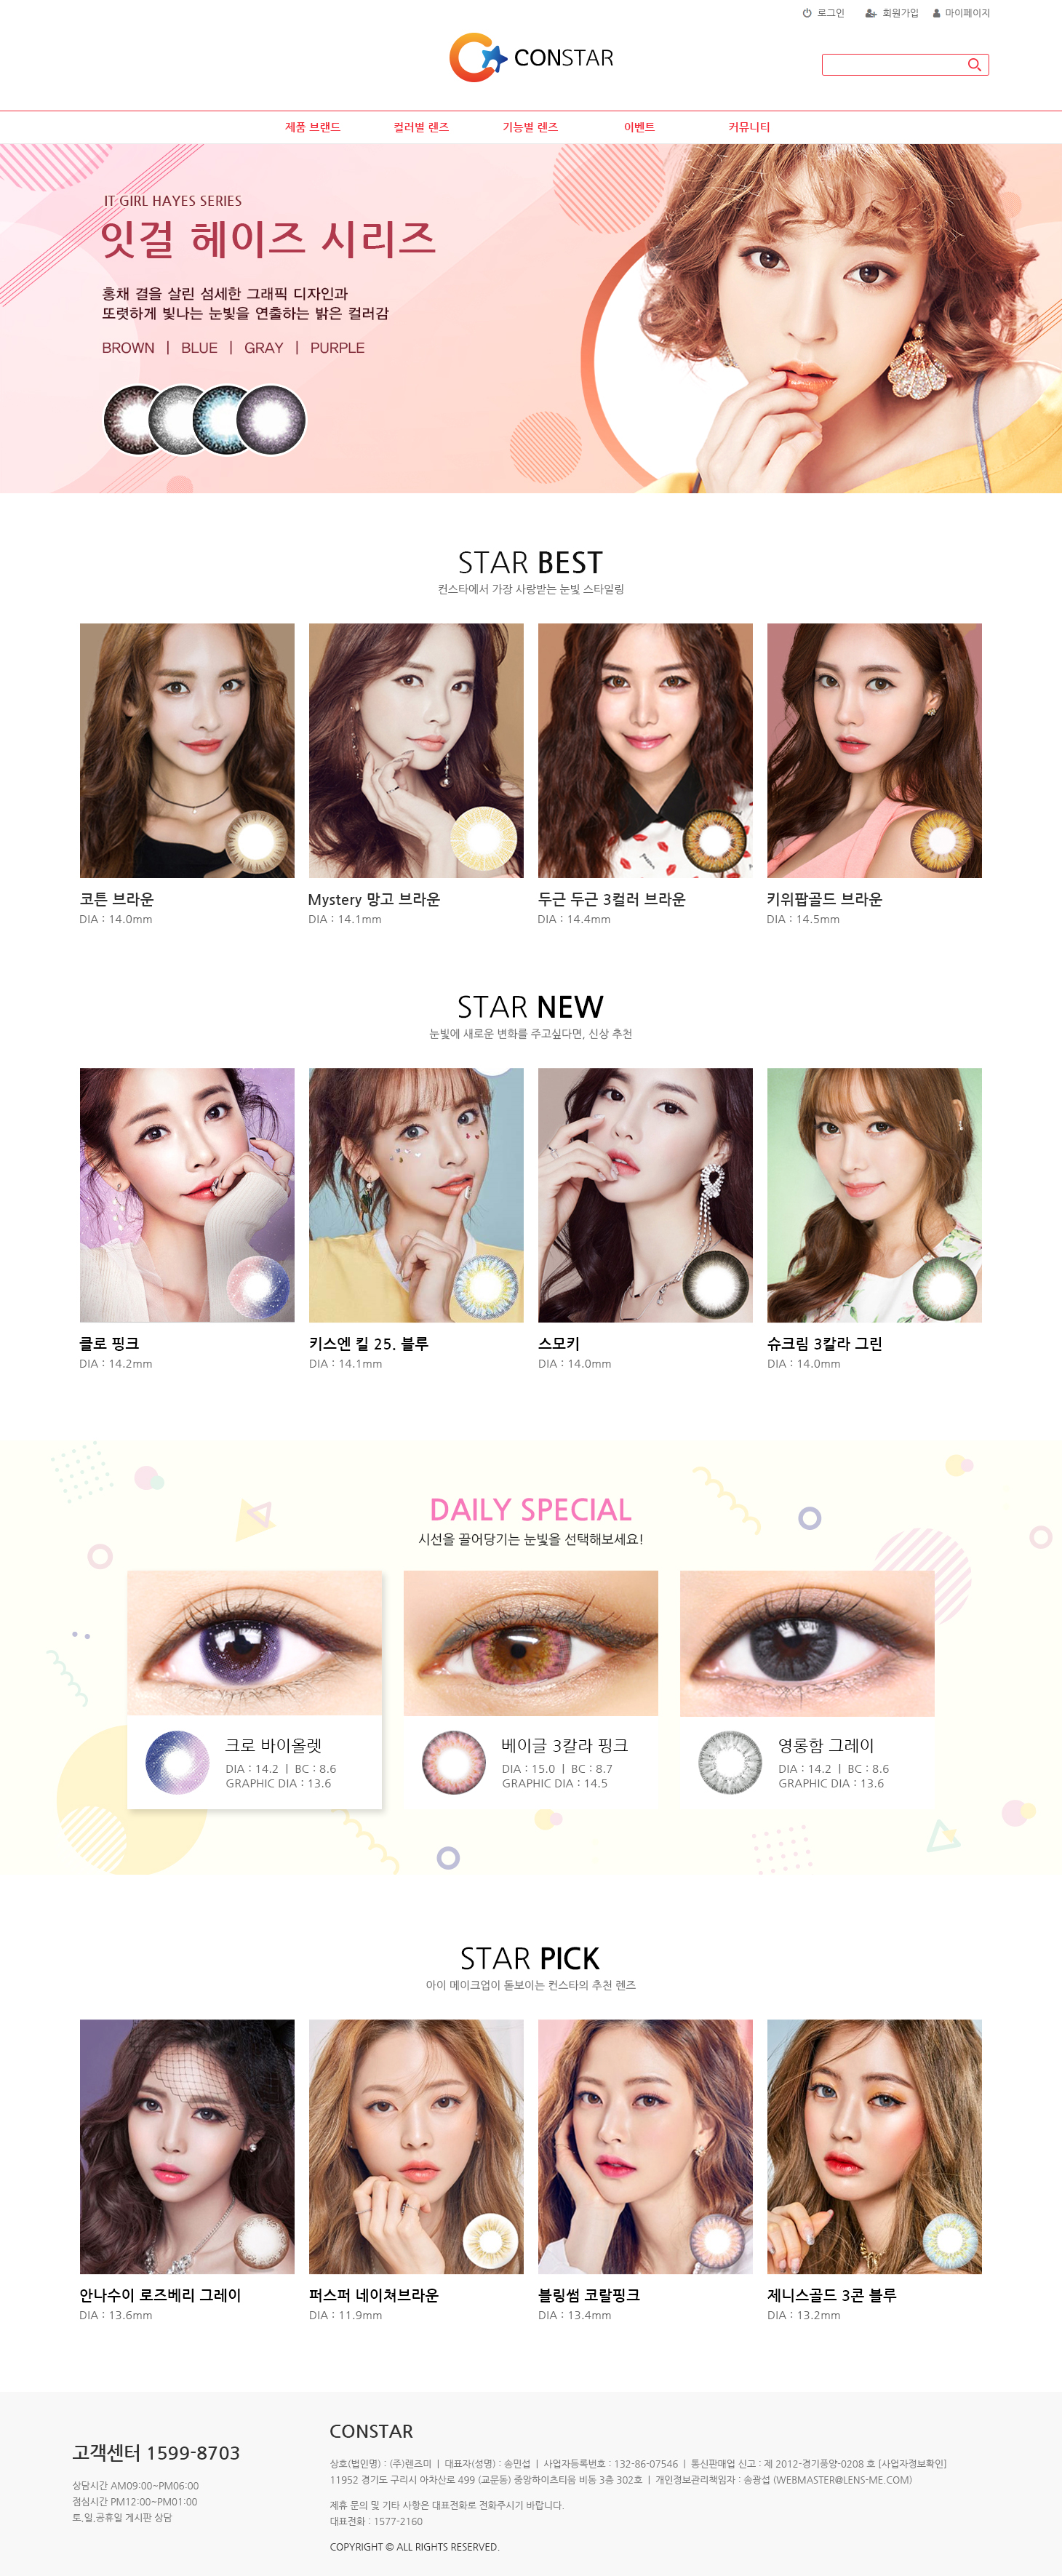 로그인 회원가입 마이페이지
CONSTAR
제품 브랜드 컬러별 렌즈 기능별 렌즈 이벤트 커뮤니티
IT GIRL HAYES SERIES
잇걸 헤이즈 시리즈
홍채 결을 살린 섬세한 그래픽 디자인과
또렷하게 빛나는 눈빛을 연출하는 밝은 컬러감
BROWN | BLUE | GRAY | PURPLE
STAR BEST
컨스타에서 가장 사랑받는 눈빛 스타일링
코튼 브라운
DIA : 14.0mm
Mystery 망고 브라운
DIA : 14.1mm
두근 두근 3컬러 브라운
DIA : 14.4mm
키위팝골드 브라운
DIA : 14.5mm
STAR NEW
눈빛에 새로운 변화를 주고싶다면, 신상 추천
클로 핑크
DIA : 14.2mm
키스엔 킬 25. 블루
DIA : 14.1mm
스모키
DIA : 14.0mm
슈크림 3칼라 그린
DIA : 14.0mm
DAILY SPECIAL
시선을 끌어당기는 눈빛을 선택해보세요!
크로 바이올렛
DIA : 14.2 | BC : 8.6
GRAPHIC DIA : 13.6
베이글 3칼라 핑크
DIA : 15.0 | BC : 8.7
GRAPHIC DIA : 14.5
영롱함 그레이
DIA : 14.2 | BC : 8.6
GRAPHIC DIA : 13.6
STAR PICK
아이 메이크업이 돋보이는 컨스타의 추천 렌즈
안나수이 로즈베리 그레이
DIA : 13.6mm
퍼스퍼 네이쳐브라운
DIA : 11.9mm
블링썸 코랄핑크
DIA : 13.4mm
제니스골드 3콘 블루
DIA : 13.2mm
고객센터 1599-8703
상담시간 AM09:00~PM06:00
점심시간 PM12:00~PM01:00
토,일,공휴일 게시판 상담
CONSTAR
상호(법인명) : (주)렌즈미 | 대표자(성명) : 송민섭 | 사업자등록번호 : 132-86-07546 | 통신판매업 신고 : 제 2012-경기풍양-0208 호 [사업자정보확인]
11952 경기도 구리시 아차산로 499 (교문동) 중앙하이츠티움 비동 3층 302호 | 개인정보관리책임자 : 송광섭 (WEBMASTER@LENS-ME.COM)
제휴 문의 및 기타 사항은 대표전화로 전화주시기 바랍니다.
대표전화 : 1577-2160
COPYRIGHT © ALL RIGHTS RESERVED.